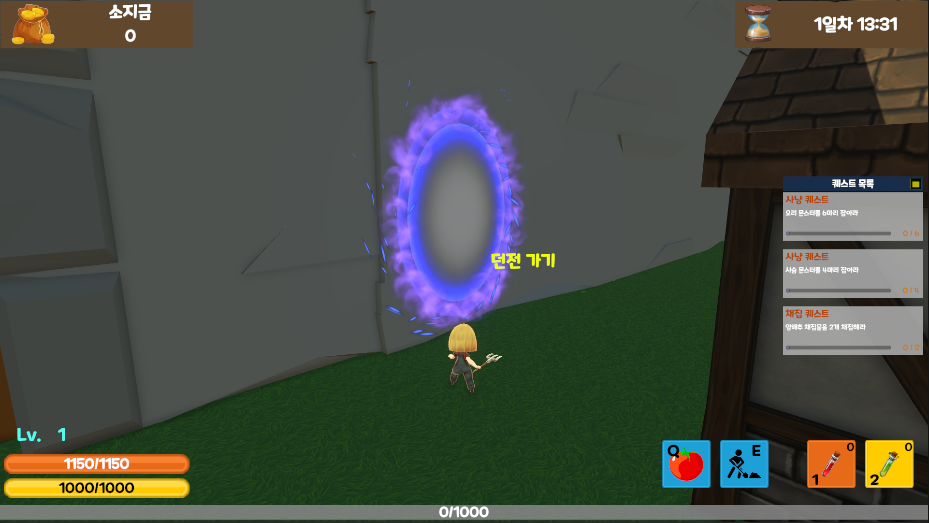 소지금
0
1일차 13:31
퀘스트 목록
사냥 퀘스트
오리 몬스터를 6마리 잡아라
0 / 6
사냥 퀘스트
사슴 몬스터를 4마리 잡아라
0 / 4
채집 퀘스트
양배추 채집물을 2개 채집해라
0 / 2
던전 가기
Lv. 1
1150/1150
1000/1000
Q
E
1
0
2
0
0/1000